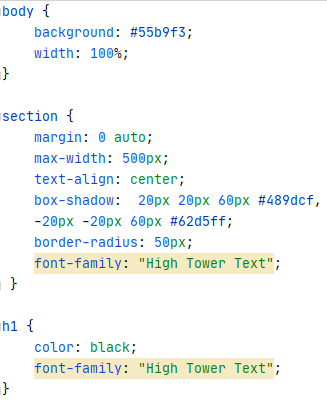 body {
background: #55b9f3;
width: 100%;
}
section {
margin: 0 auto;
max-width: 500px;
text-align: center;
box-shadow:  20px 20px 60px #489dcf,
-20px -20px 60px #62d5ff;
border-radius: 50px;
font-family: "High Tower Text";
}
h1 {
color: black;
font-family: "High Tower Text";
}